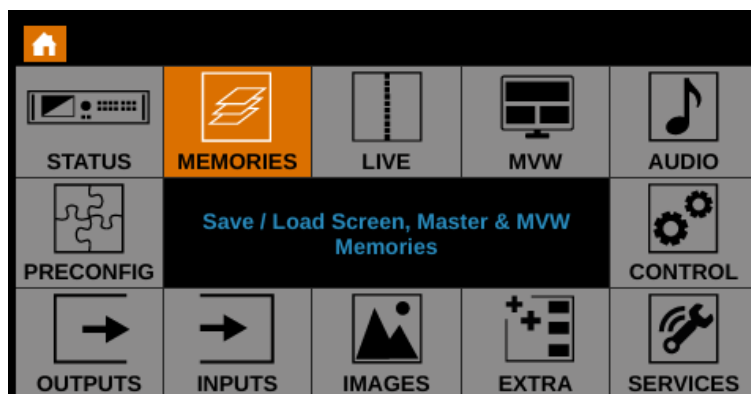 STATUS
MEMORIES
LIVE
MVW
AUDIO
PRECONFIG
Save / Load Screen, Master & MVW
Memories
CONTROL
OUTPUTS
INPUTS
IMAGES
EXTRA
SERVICES